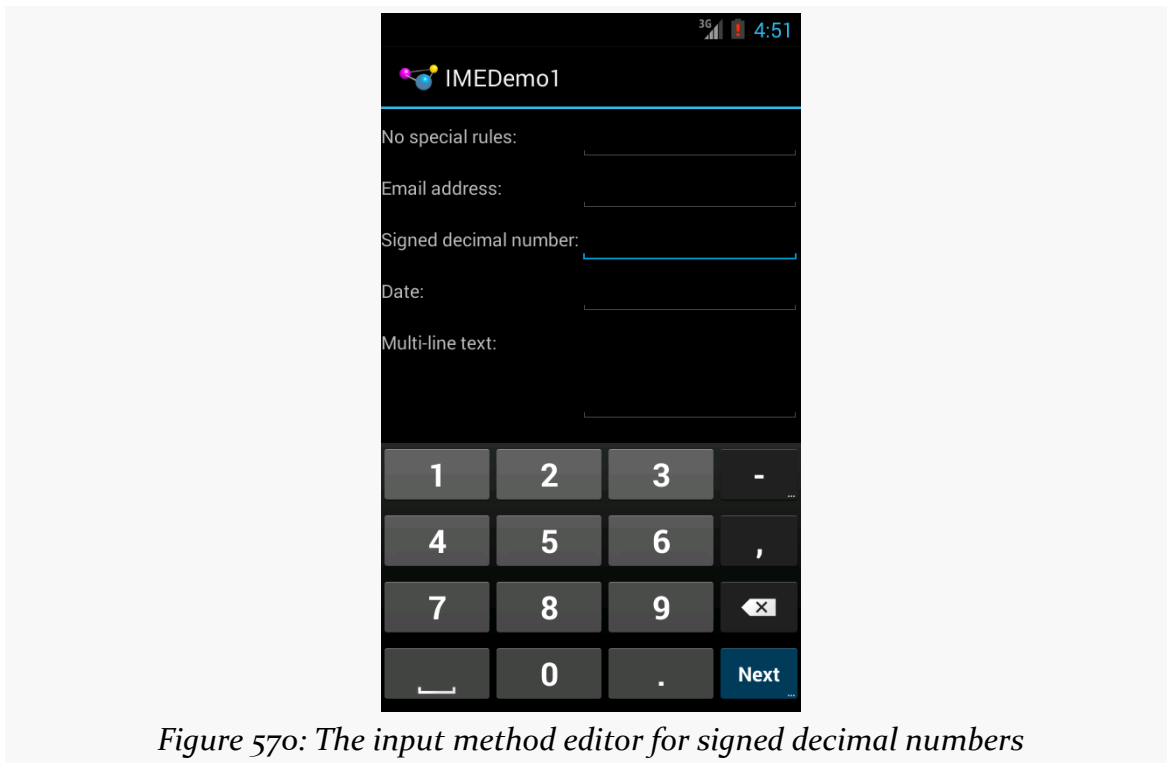 3G 4:51
IMEDemo1
No special rules:
Email address:
Signed decimal number:
Date:
Multi-line text:
1 2 3 -
4 5 6 ,
7 8 9
0 . Next
Figure 570: The input method editor for signed decimal numbers